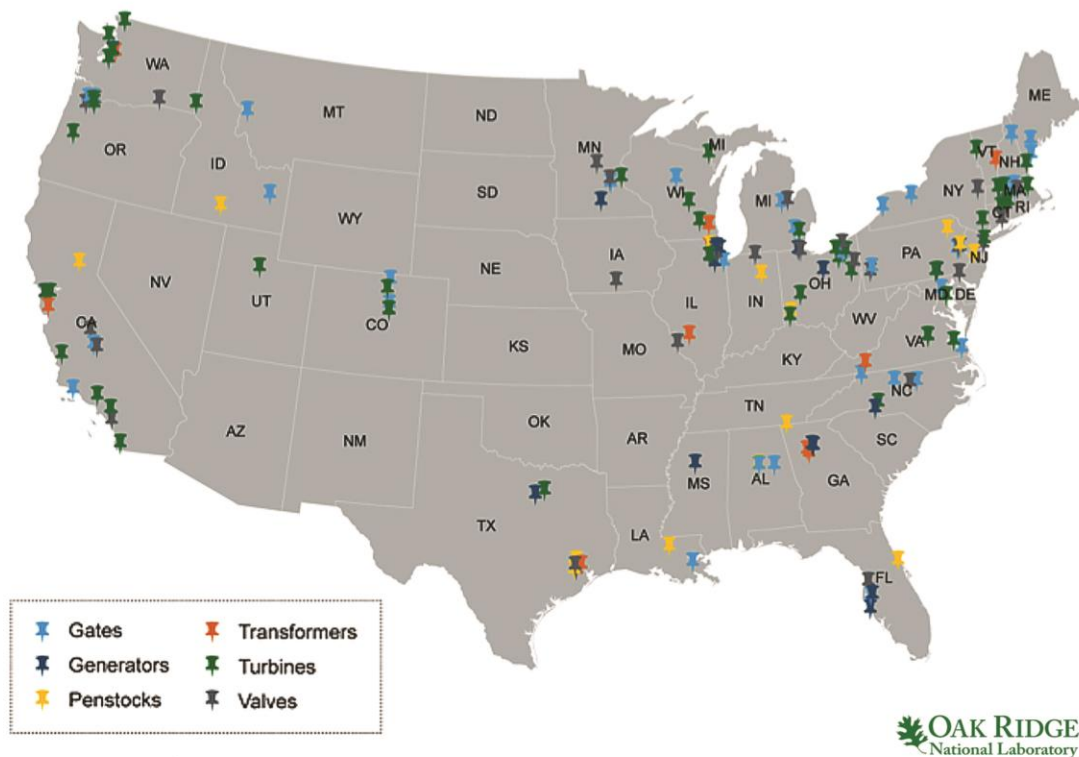 WA
MT
ND
ME
OR
ID
MN
MI
VT
NH
SD
WI
MI
NY
MA
WY
CT
RI
IA
NE
PA
NJ
NV
UT
IL
IN
OH
MD
DE
CA
CO
WV
KS
MO
VA
KY
NC
TN
AZ
NM
OK
AR
SC
MS
AL
GA
TX
LA
FL
Gates
Transformers
Generators
Turbines
Penstocks
Valves
OAK RIDGE
National Laboratory